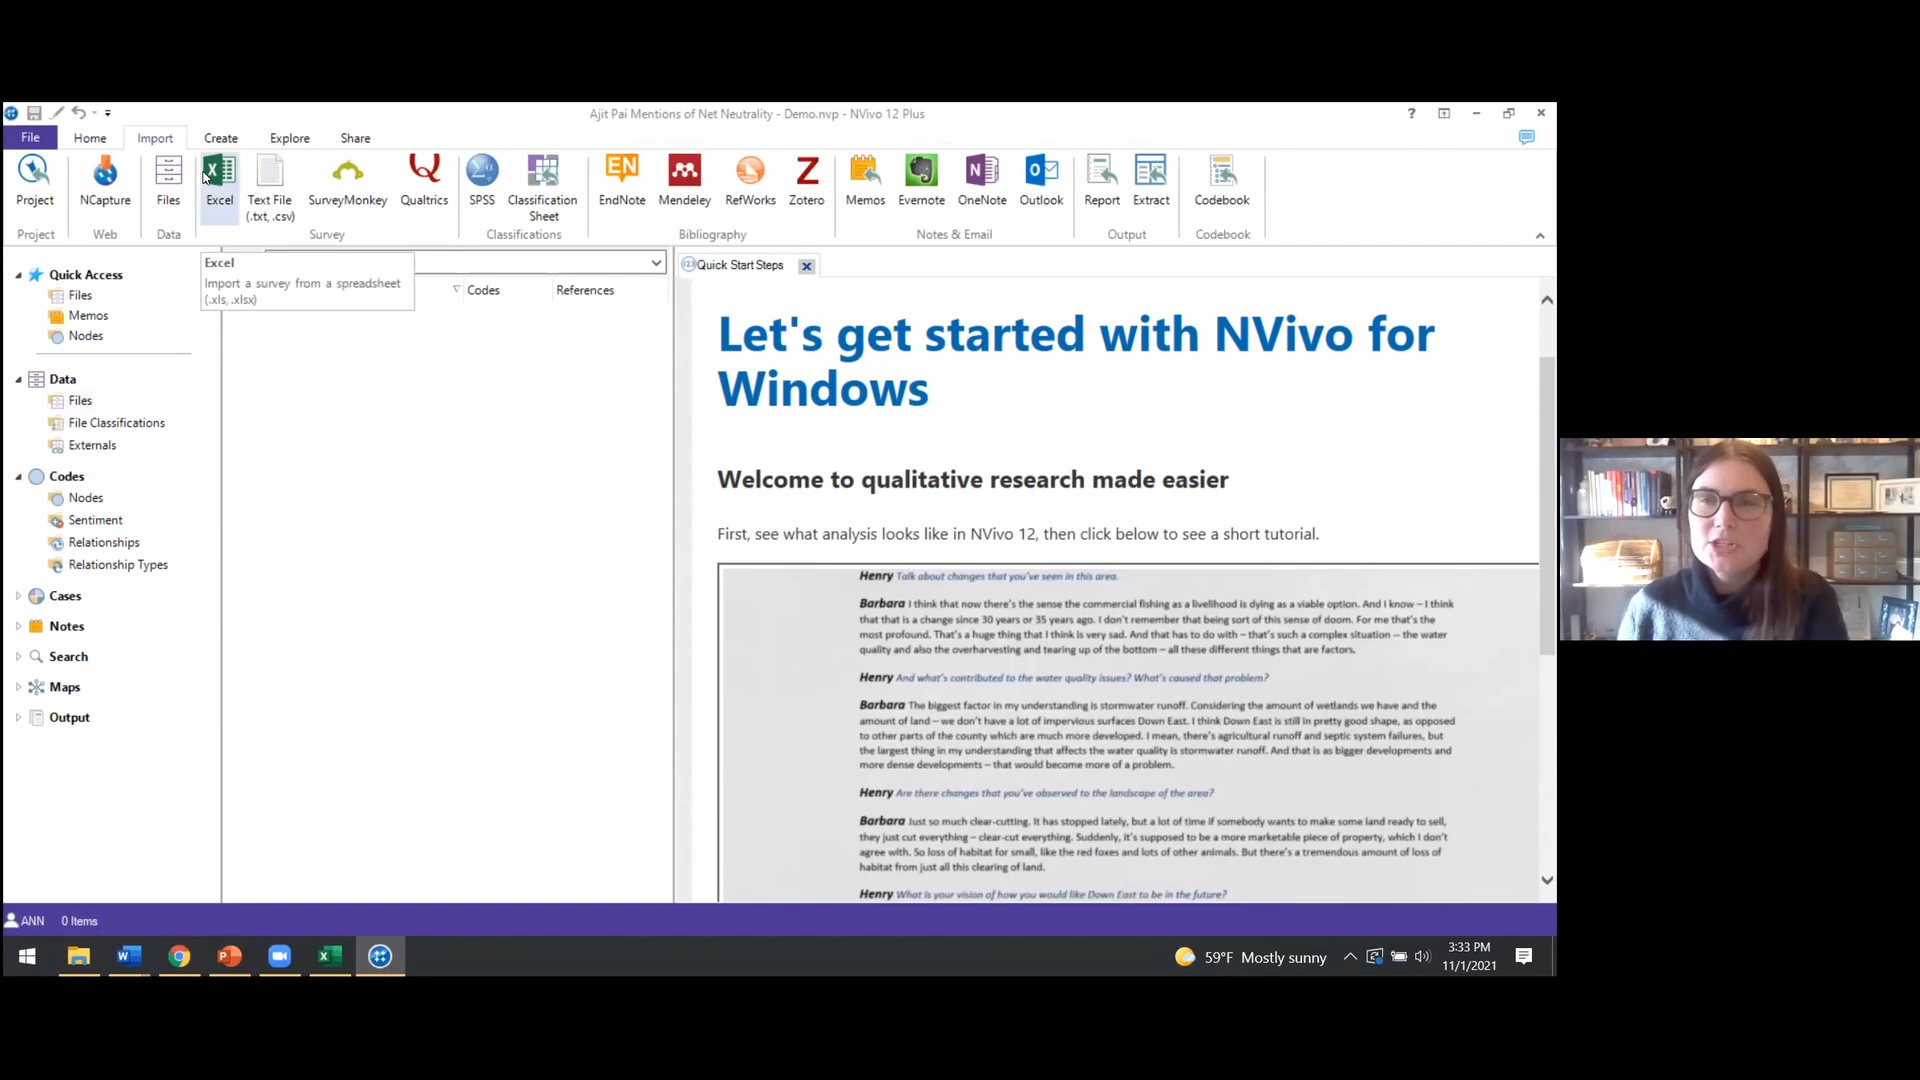 Ajit Pai Mentions of Net Neutrality - Demo.nvp - NVivo 12 Plus
File Home Import Create Explore Share
Project NCapture Files Excel Text File (.txt, .csv) SurveyMonkey Qualtrics SPSS Classification Sheet EndNote Mendeley RefWorks Zotero Memos Evernote OneNote Outlook Report Extract Codebook
Project Web Data Survey Classifications Bibliography Notes & Email Output Codebook
Excel
Import a survey from a spreadsheet
(.xls, .xlsx)
Codes References
Quick Access
Files
Memos
Nodes
Data
Files
File Classifications
Externals
Codes
Nodes
Sentiment
Relationships
Relationship Types
Cases
Notes
Search
Maps
Output
Quick Start Steps
Let's get started with NVivo for
Windows
Welcome to qualitative research made easier
First, see what analysis looks like in NVivo 12, then click below to see a short tutorial.
Henry Talk about changes that you've seen in this area.
Barbara I think that now there's the sense the commercial fishing as a livelihood is dying as a viable option. And I know – I think
that that is a change since 30 years or 35 years ago. I don't remember that being sort of this sense of doom. For me that's the
most profound. That's a huge thing that I think is very sad. And that has to do with – that's such a complex situation – the water
quality and also the overharvesting and tearing up of the bottom – all these different things that are factors.
Henry And what's contributed to the water quality issues? What's caused that problem?
Barbara The biggest factor in my understanding is stormwater runoff. Considering the amount of wetlands we have and the
amount of land – we don't have a lot of impervious surfaces Down East. I think Down East is still in pretty good shape, as opposed
to other parts of the county which are much more developed. I mean, there's agricultural runoff and septic system failures, but
the largest thing in my understanding that affects the water quality is stormwater runoff. And that is as bigger developments and
more dense developments – that would become more of a problem.
Henry Are there changes that you've observed to the landscape of the area?
Barbara Just so much clear-cutting. It has stopped lately, but a lot of time if somebody wants to make some land ready to sell,
they just cut everything – clear-cut everything. Suddenly, it's supposed to be a more marketable piece of property, which I don't
agree with. So loss of habitat for small, like the red foxes and lots of other animals. But there's a tremendous amount of loss of
habitat from just all this clearing of land.
Henry What is your vision of how you would like Down East to be in the future?
ANN 0 Items
59°F Mostly sunny
3:33 PM
11/1/2021